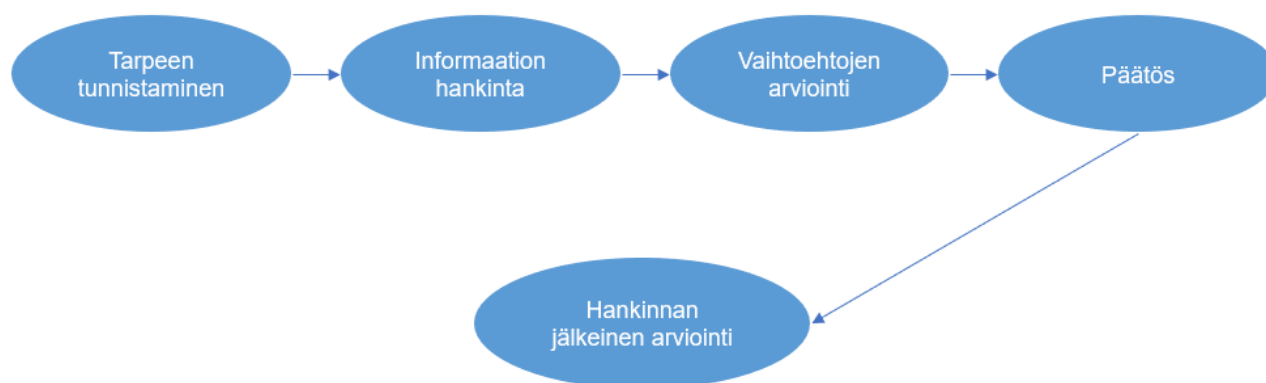 Tarpeen
tunnistaminen
Informaation
hankinta
Vaihtoehtojen
arviointi
Päätös
Hankinnan
jälkeinen arviointi